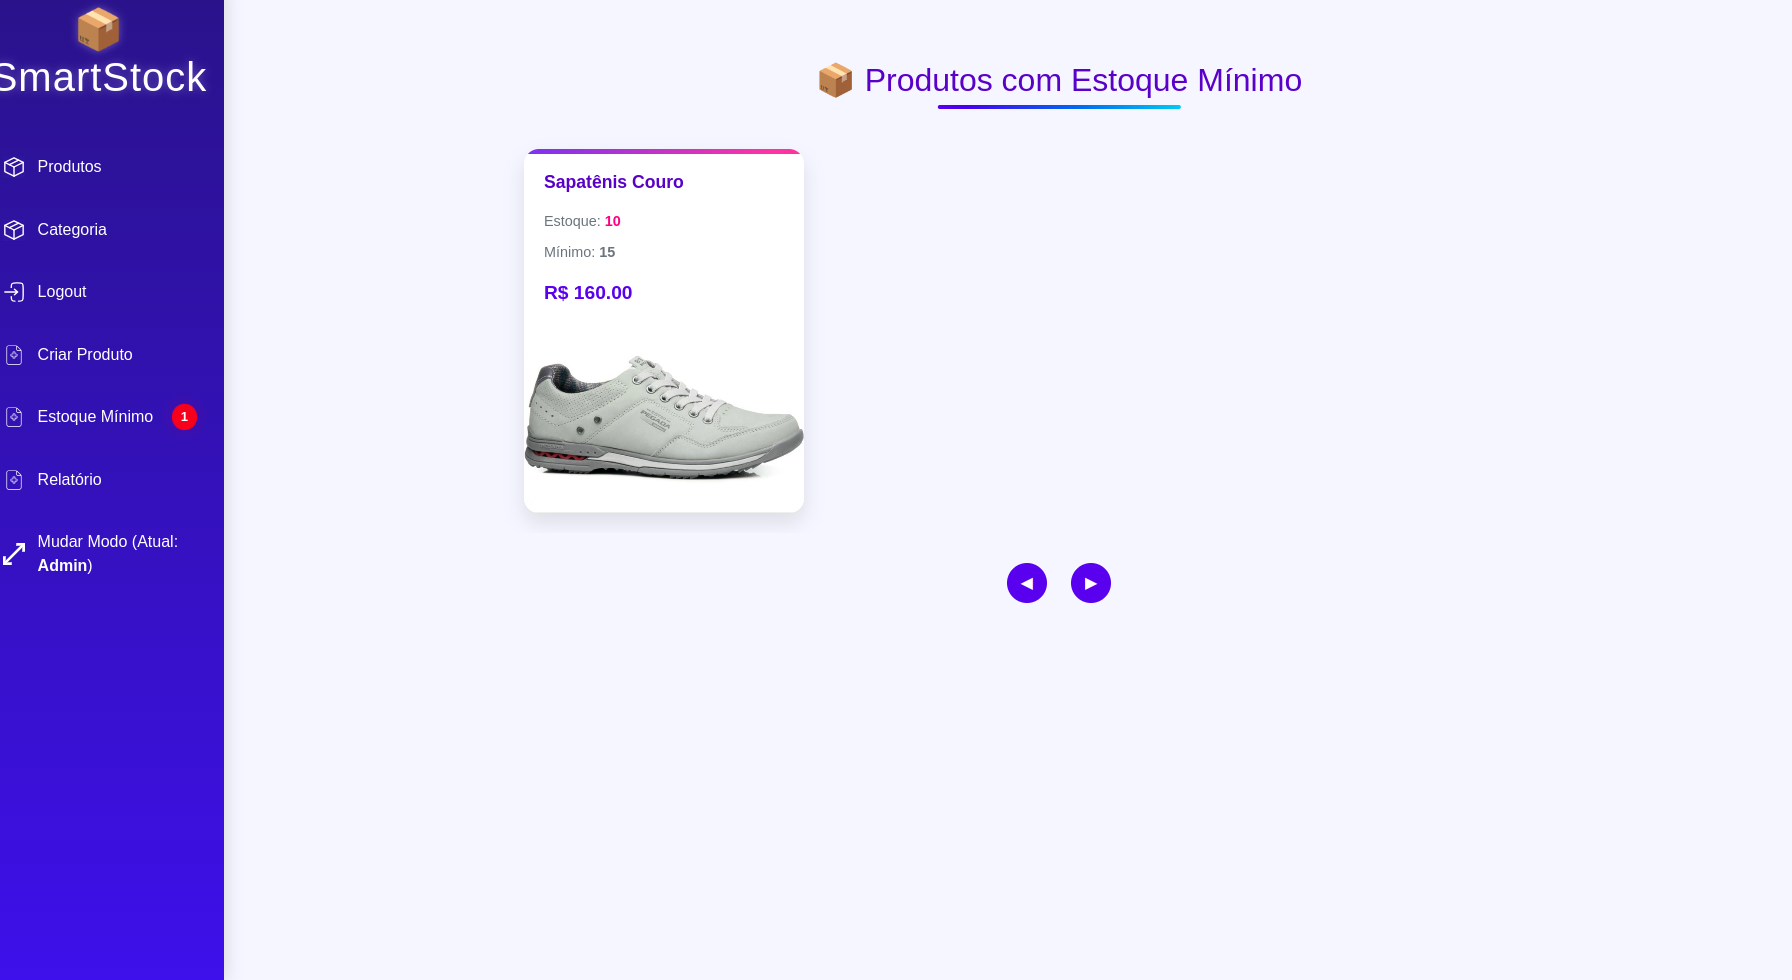 SmartStock
Produtos
Categoria
Logout
Criar Produto
Estoque Mínimo 1
Relatório
Mudar Modo (Atual:
Admin)
Produtos com Estoque Mínimo
Sapatênis Couro
Estoque: 10
Mínimo: 15
R$ 160.00
PEGADA